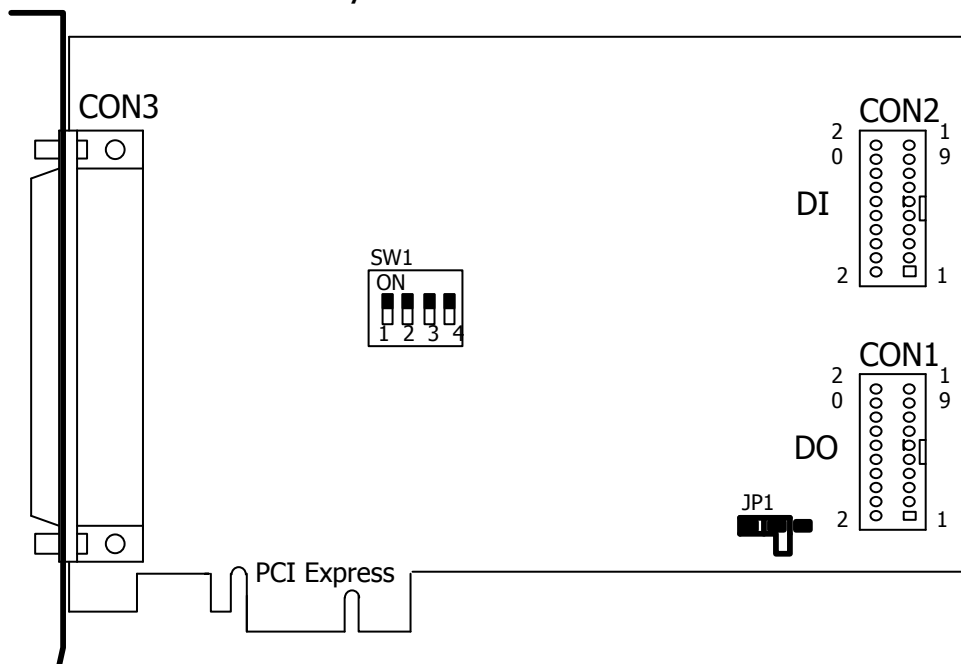 CON3
CON2
2 1
0 9
DI
2 1
SW1
ON
1 2 3 4
CON1
2 1
0 9
DO
JP1
2 1
PCI Express